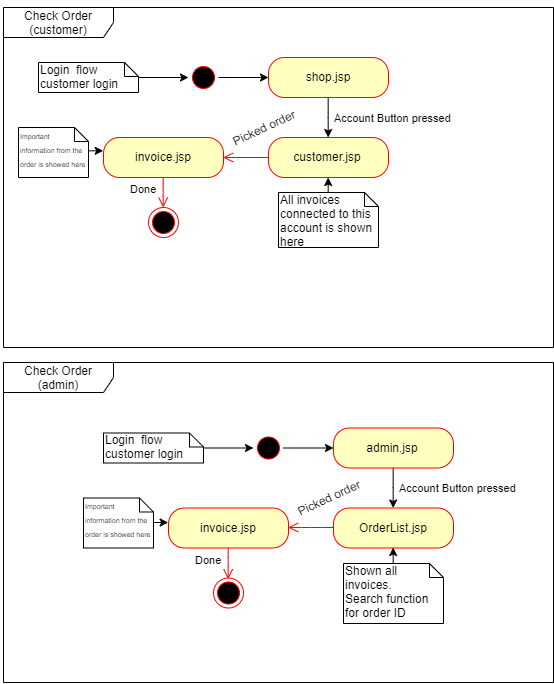 Check Order
(customer)
Login  flow
customer login
shop.jsp
Account Button pressed
Picked order
Important
information from the
order is showed here
invoice.jsp
customer.jsp
Done
All invoices
connected to this
account is shown
here
Check Order
(admin)
Login  flow
customer login
admin.jsp
Account Button pressed
Picked order
Important
information from the
order is showed here
invoice.jsp
OrderList.jsp
Done
Shown all
invoices.
Search function
for order ID